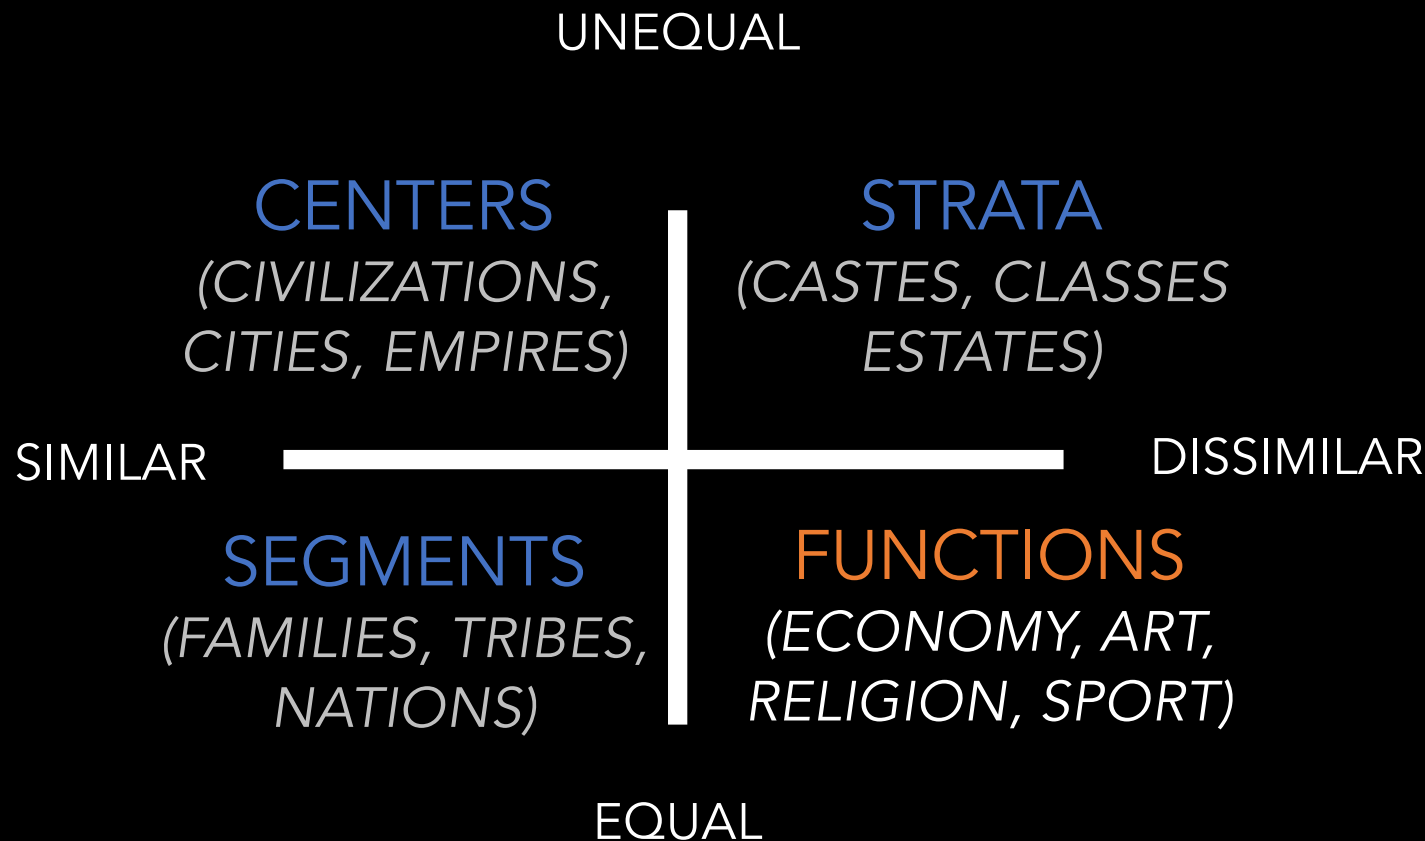 UNEQUAL
CENTERS
(CIVILIZATIONS,
CITIES, EMPIRES)
STRATA
(CASTES, CLASSES
ESTATES)
SIMILAR
DISSIMILAR
SEGMENTS
(FAMILIES, TRIBES,
NATIONS)
FUNCTIONS
(ECONOMY, ART,
RELIGION, SPORT)
EQUAL